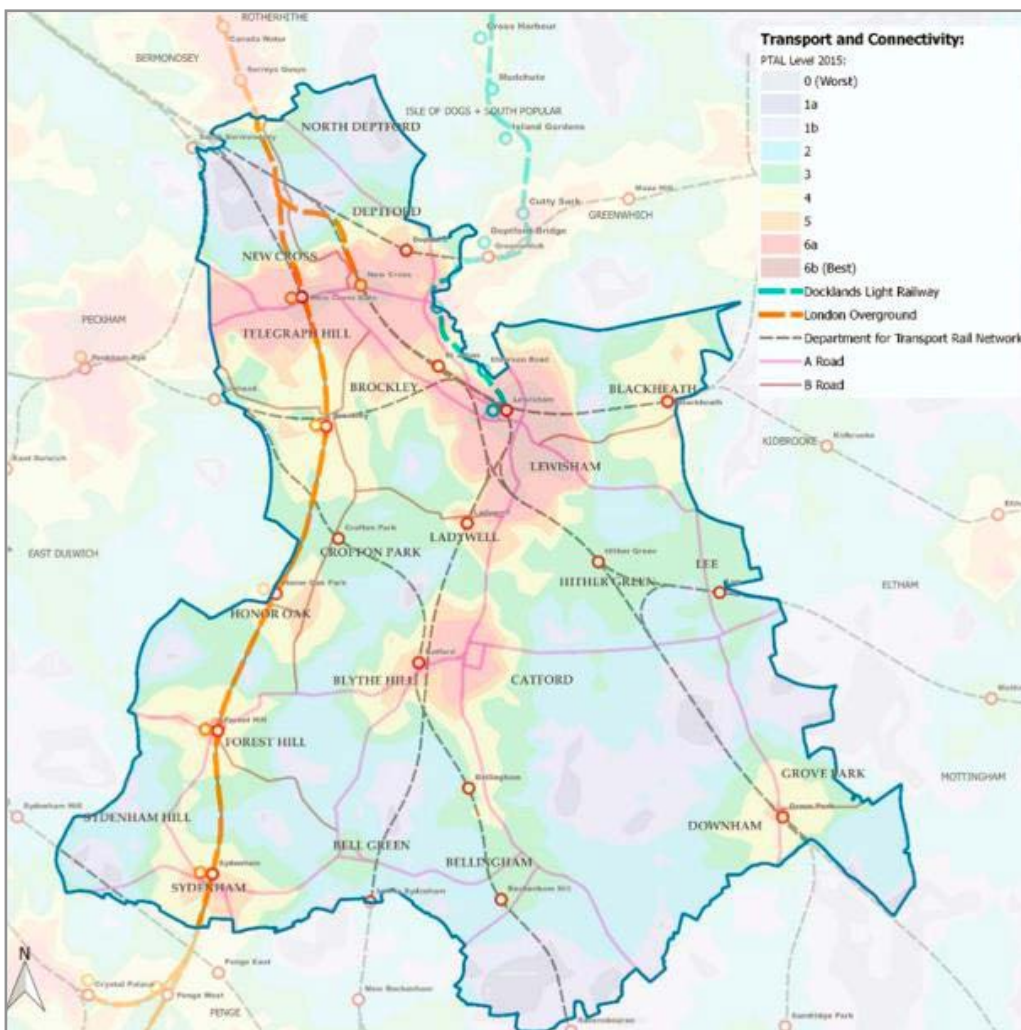 ROTHERHITHE
Canada Water
Cross Harbour
Transport and Connectivity:
PTAL Level 2015:
0 (Worst)
1a
1b
2
3
4
5
6a
6b (Best)
Docklands Light Railway
London Overground
Department for Transport Rail Network
A Road
B Road
BERMONDSEY
Surreys Quays
Mudchute
ISLE OF DOGS + SOUTH POPULAR
NORTH DEPTFORD
Island Gardens
South Bermondsey
Maze Hill
Cutty Sark
GREENWHICH
DEPTFORD
Deptford Bridge
Deptford
Greenwich
NEW CROSS
New Cross
New Cross Gate
PECKHAM
TELEGRAPH HILL
Peckham Rye
St. Johns
Elverson Road
BROCKLEY
BLACKHEATH
Lewisham
Blackheath
Brockley
KIDBROOKE
Kidbrooke
LEWISHAM
East Dulwich
Ladywell
Crofton Park
LADYWELL
EAST DULWICH
CROFTON PARK
Hither Green
LEE
HITHER GREEN
ELTHAM
Honor Oak Park
HONOR OAK
Catford
BLYTHE HILL
CATFORD
Forest Hill
FOREST HILL
GROVE PARK
MOTTINGHAM
Bellingham
Sydenham Hill
SYDENHAM HILL
Grove Park
DOWNHAM
BELL GREEN
BELLINGHAM
Sydenham
SYDENHAM
Lower Sydenham
Beckenham Hill
N
Penge East
Crystal Palace
Penge West
New Beckenham
PENGE
Ravensbourne
Sundridge Park